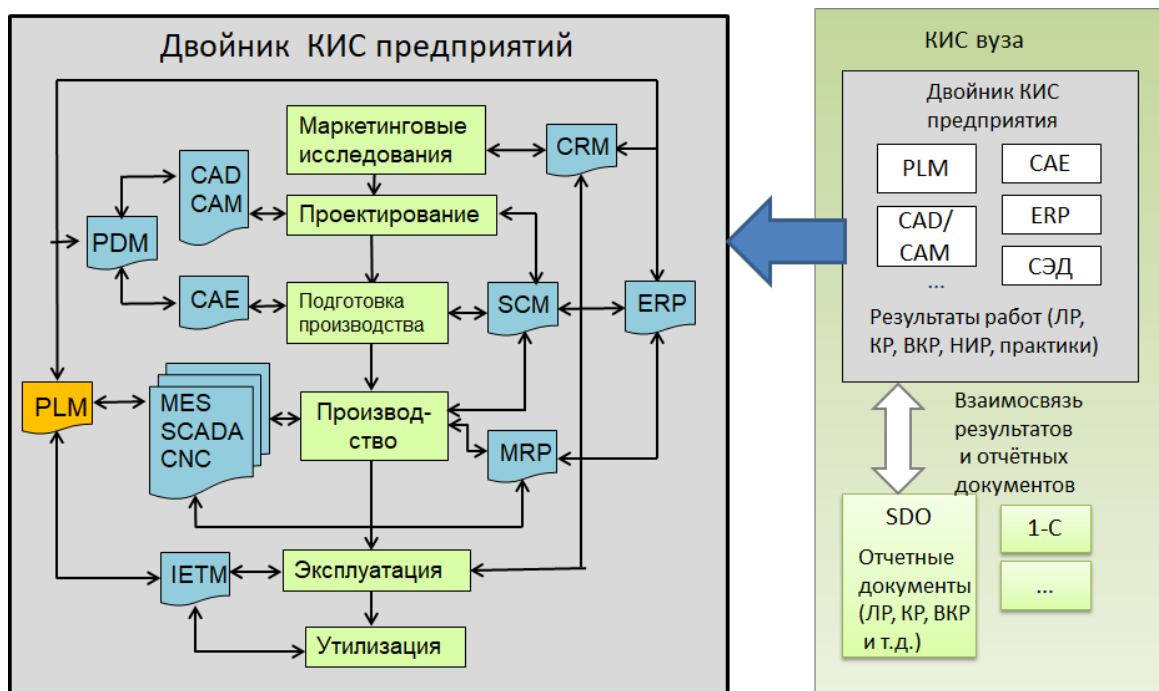 Двойник КИС предприятий
Маркетинговые
исследования
CRM
CAD
CAM
Проектирование
PDM
CAE
Подготовка
производства
SCM
ERP
PLM
MES
SCADA
CNC
Производ-
ство
MRP
IETM
Эксплуатация
Утилизация
КИС вуза
Двойник КИС
предприятия
PLM
CAE
CAD/
CAM
ERP
СЭД
...
Результаты работ (ЛР,
КР, ВКР, НИР, практики)
Взаимосвязь
результатов
и отчётных
документов
SDO
Отчетные
документы
(ЛР, КР, ВКР
и т.д.)
1-С
...